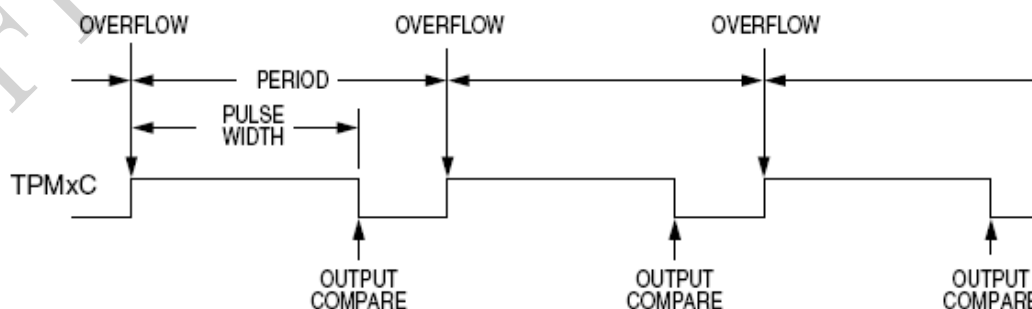 OVERFLOW OVERFLOW OVERFLOW
PERIOD
PULSE
WIDTH
TPMxC
OUTPUT
COMPARE
OUTPUT
COMPARE
OUTPUT
COMPARE